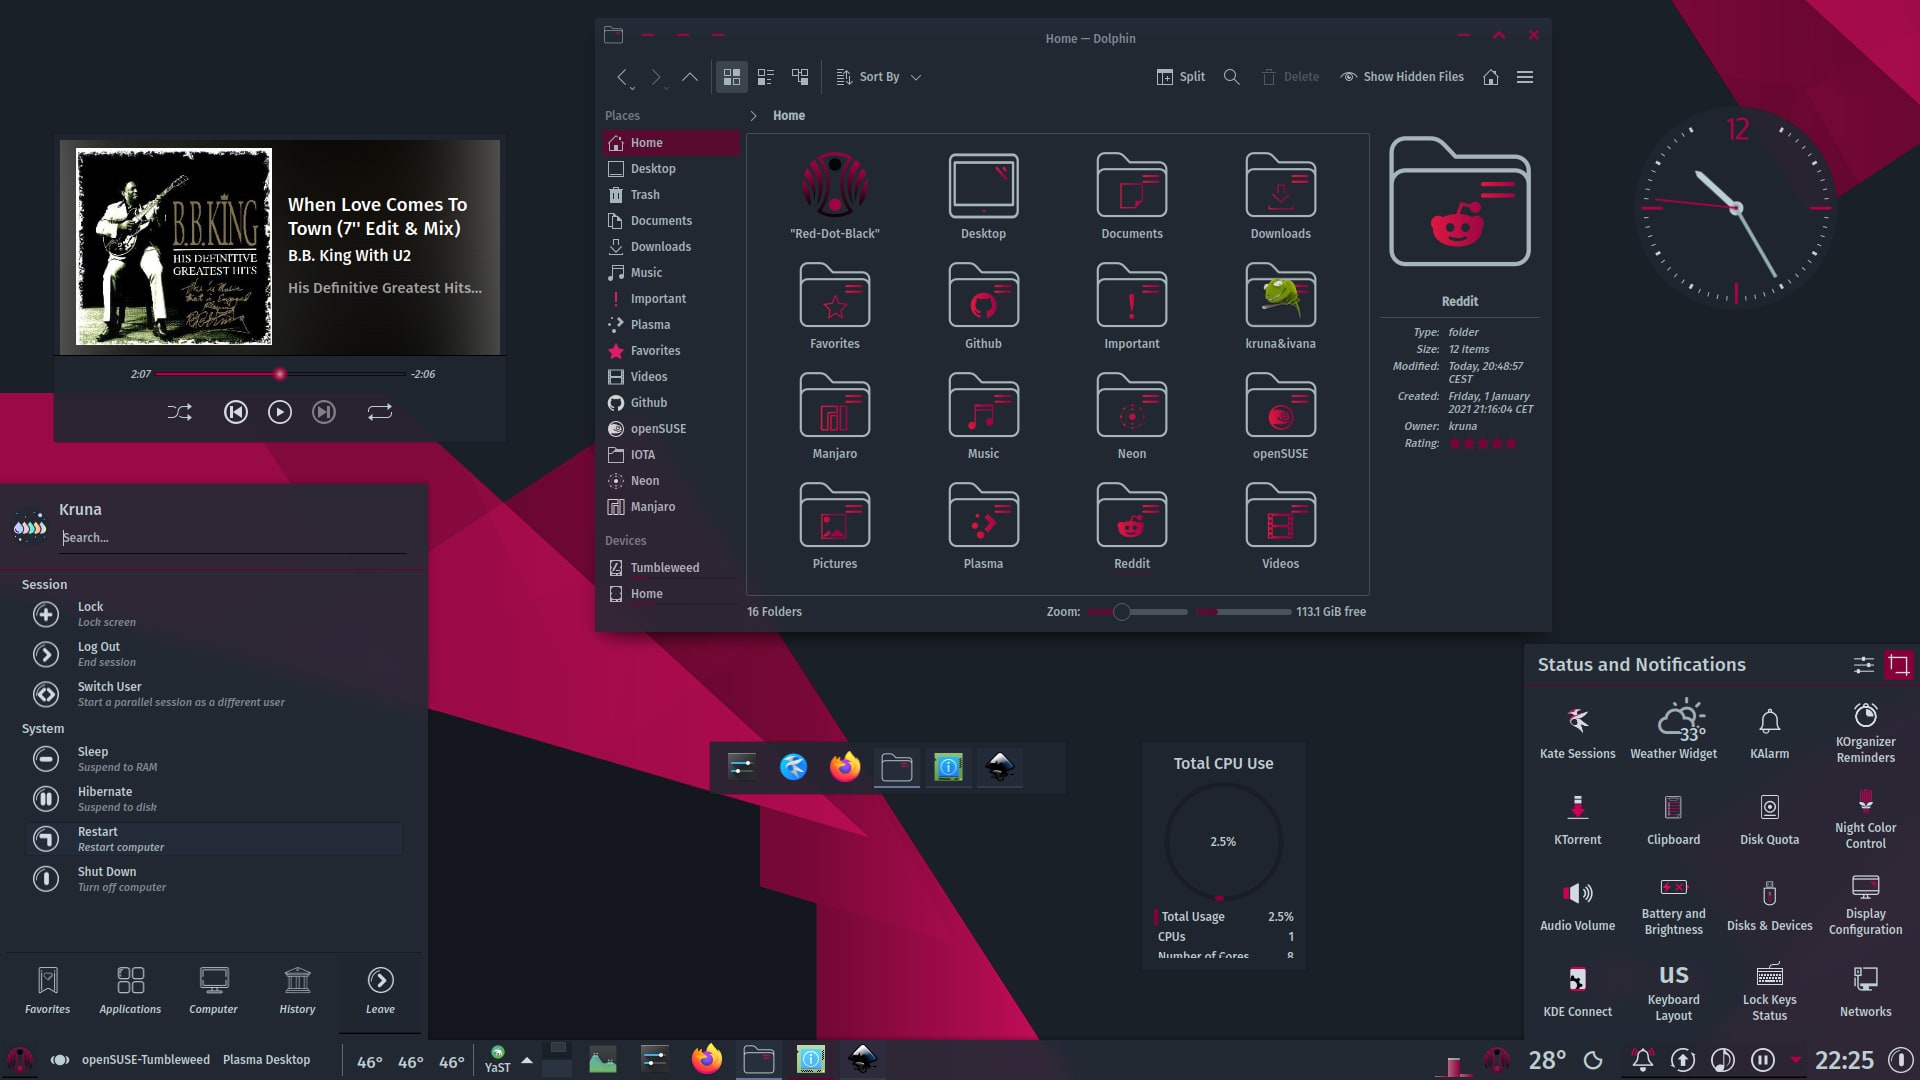 When Love Comes To
Town (7" Edit & Mix)
B.B. King With U2
His Definitive Greatest Hits...
B.B.KING
HIS DEFINITIVE
GREATEST HITS
2:07
-2:06
Kruna
Search...
Session
Lock
Lock screen
Log Out
End session
Switch User
Start a parallel session as a different user
System
Sleep
Suspend to RAM
Hibernate
Suspend to disk
Restart
Restart computer
Shut Down
Turn off computer
Favorites
Applications
Computer
History
Leave
Home — Dolphin
Sort By
Split
Delete
Show Hidden Files
Places
Home
Desktop
Trash
Documents
Downloads
Music
Important
Plasma
Favorites
Videos
Github
openSUSE
IOTA
Neon
Manjaro
Devices
Tumbleweed
Home
Home
"Red-Dot-Black"
Desktop
Documents
Downloads
Favorites
Github
Important
kruna&ivana
Manjaro
Music
Neon
openSUSE
Pictures
Plasma
Reddit
Videos
16 Folders
Zoom:
113.1 GiB free
Reddit
Type: folder
Size: 12 items
Modified: Today, 20:48:57
CEST
Created: Friday, 1 January
2021 21:16:04 CET
Owner: kruna
Rating:
12
Total CPU Use
2.5%
Total Usage 2.5%
CPUs 1
Number of Cores 8
Status and Notifications
Kate Sessions
33°
Weather Widget
KAlarm
KOrganizer
Reminders
KTorrent
Clipboard
Disk Quota
Night Color
Control
Audio Volume
Battery and
Brightness
Disks & Devices
Display
Configuration
KDE Connect
US
Keyboard
Layout
Lock Keys
Status
Networks
openSUSE-Tumbleweed
Plasma Desktop
46° 46° 46°
YaST
28°
22:25